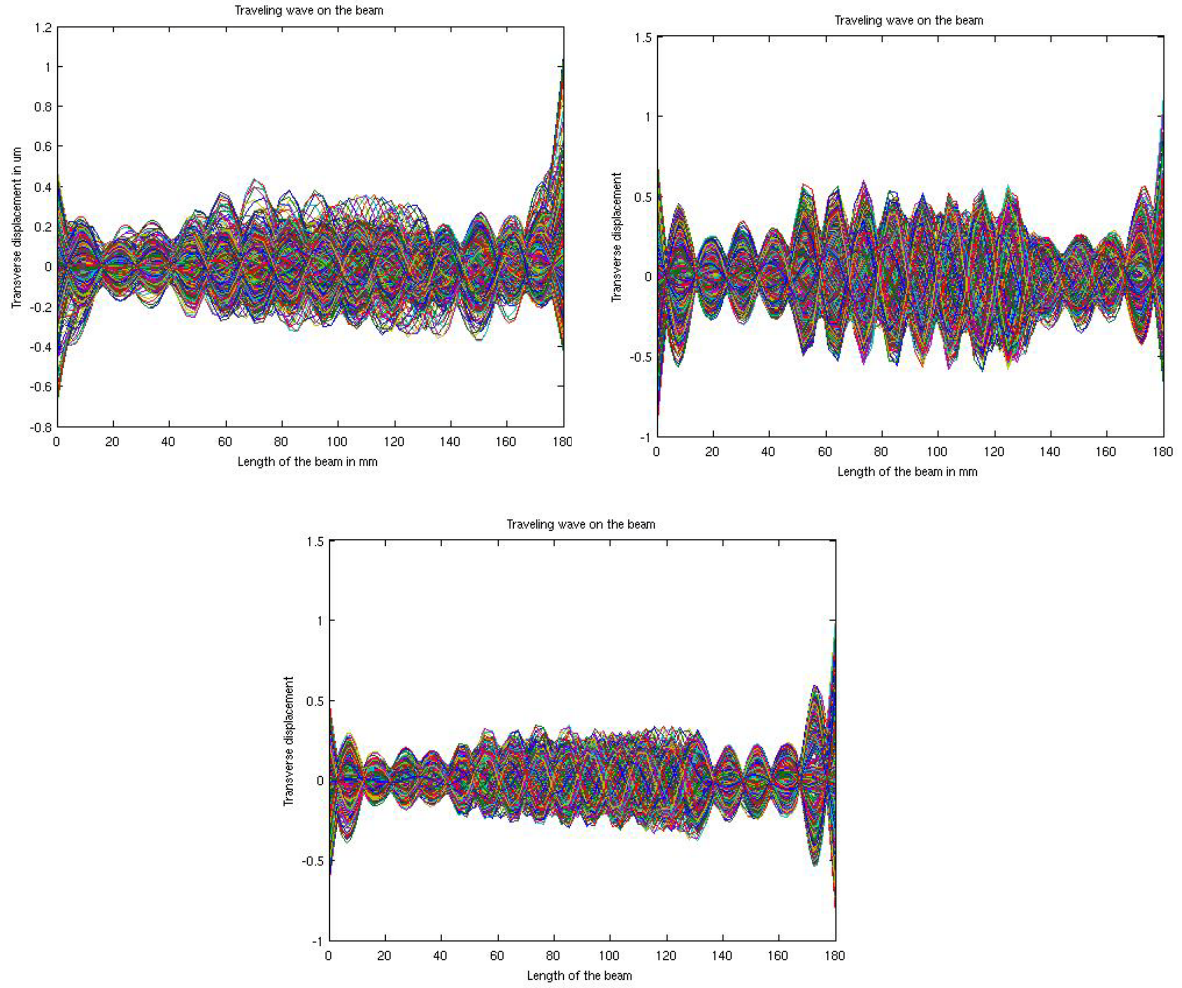 Traveling wave on the beam
1.2
1
0.8
0.6
0.4
0.2
0
-0.2
-0.4
-0.6
-0.8
Transverse displacement in um
0 20 40 60 80 100 120 140 160 180
Length of the beam in mm
Traveling wave on the beam
1.5
1
0.5
0
-0.5
-1
Transverse displacement
0 20 40 60 80 100 120 140 160 180
Length of the beam in mm
Traveling wave on the beam
1.5
1
0.5
0
-0.5
-1
Transverse displacement
0 20 40 60 80 100 120 140 160 180
Length of the beam